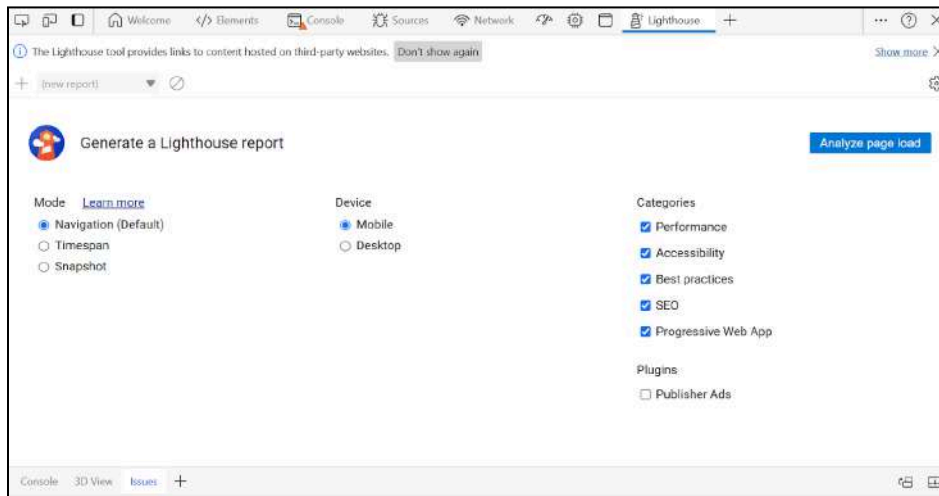 Welcome </> Elements Console Sources Network Lighthouse
The Lighthouse tool provides links to content hosted on third-party websites. Don't show again Show more
(new report)
Generate a Lighthouse report Analyze page load
Mode Learn more Device Categories
Navigation (Default) Mobile Performance
Timespan Desktop Accessibility
Snapshot Best practices
SEO
Progressive Web App
Plugins
Publisher Ads
Console 3D View Issues